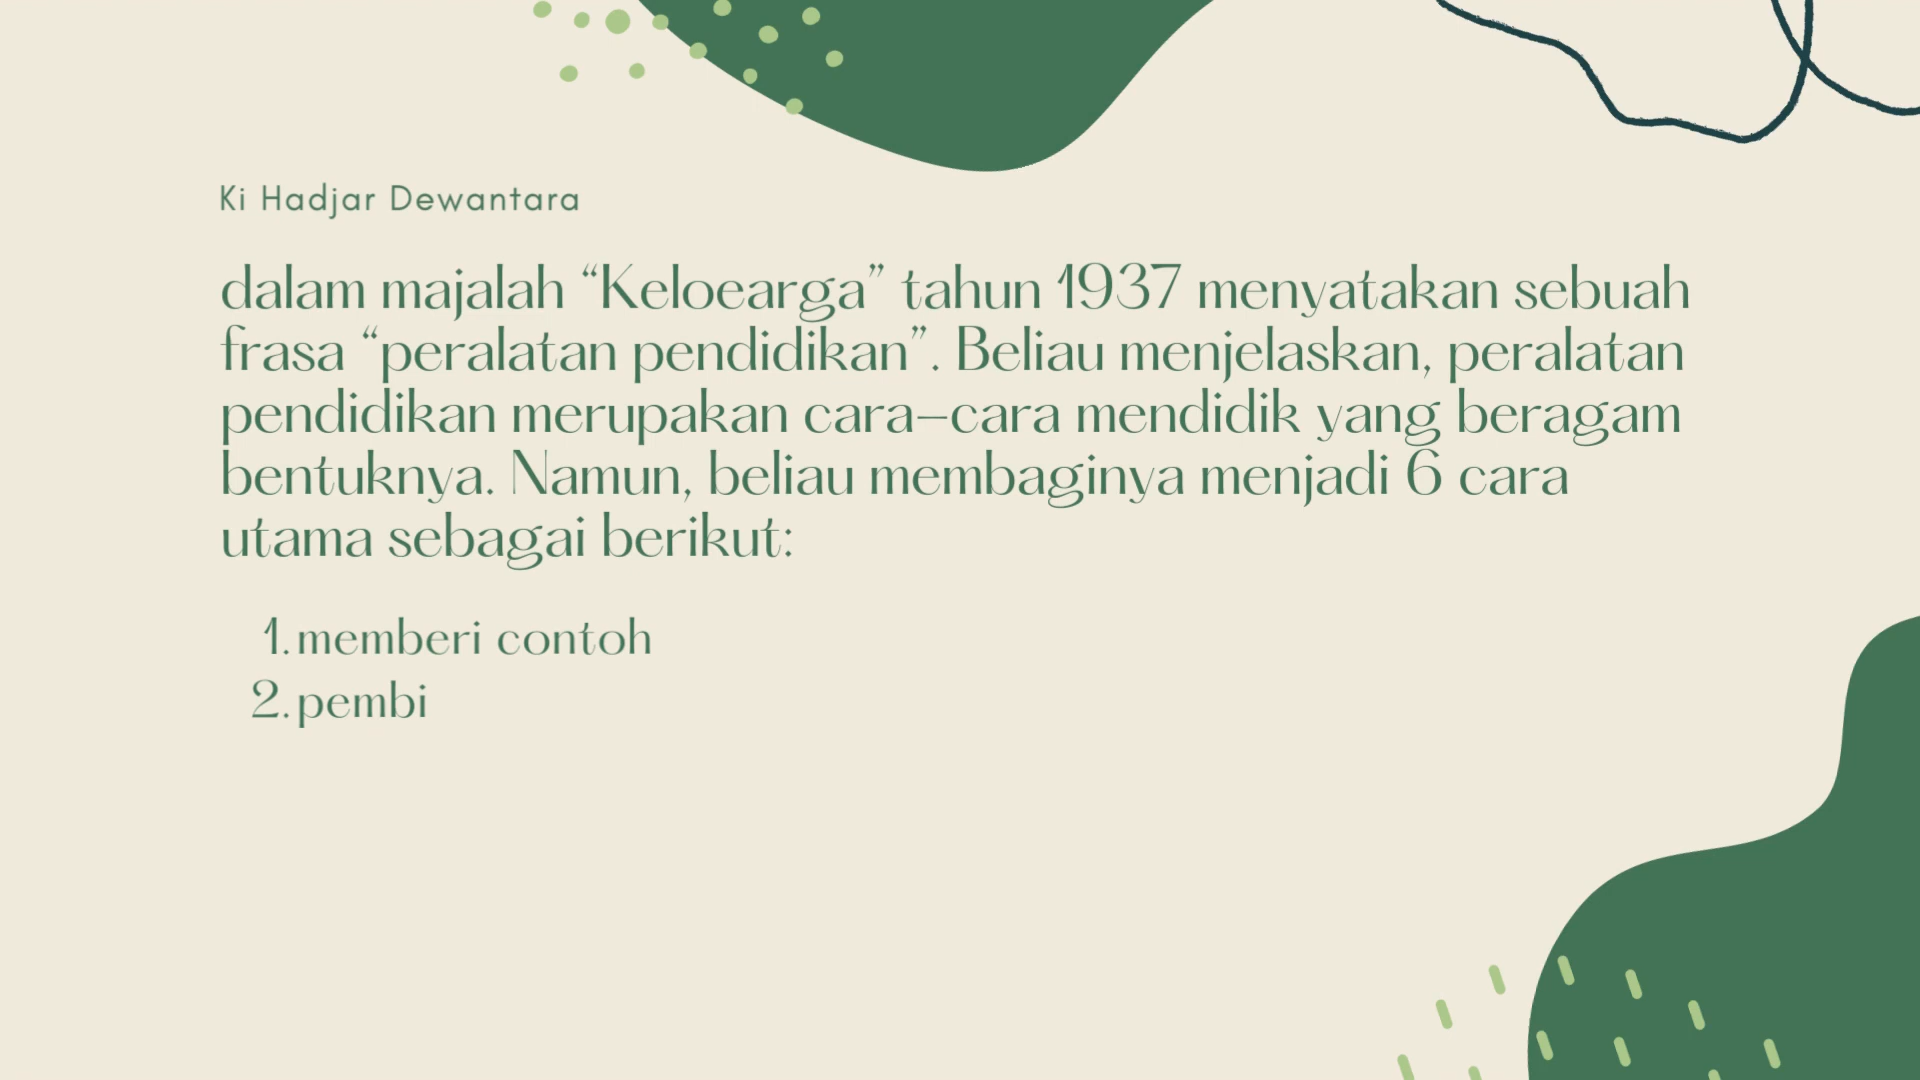 Ki Hadjar Dewantara
dalam majalah “Keloearga” tahun 1937 menyatakan sebuah
frasa “peralatan pendidikan”. Beliau menjelaskan, peralatan
pendidikan merupakan cara–cara mendidik yang beragam
bentuknya. Namun, beliau membaginya menjadi 6 cara
utama sebagai berikut:
1. memberi contoh
2. pembi